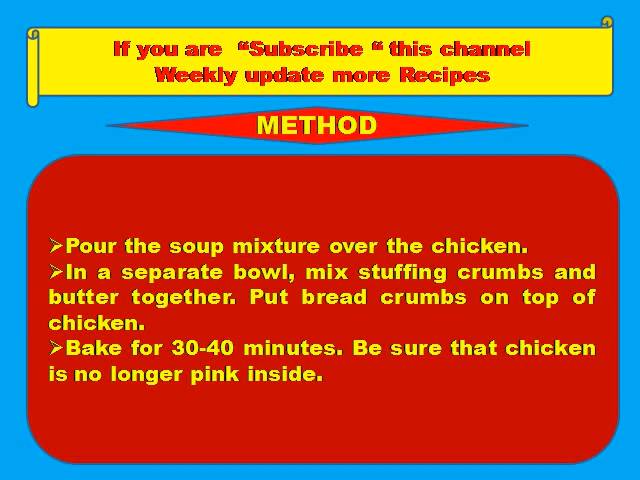 If you are “Subscribe “ this channel
Weekly update more Recipes
METHOD
➢Pour the soup mixture over the chicken.
➢In a separate bowl, mix stuffing crumbs and
butter together. Put bread crumbs on top of
chicken.
➢Bake for 30-40 minutes. Be sure that chicken
is no longer pink inside.